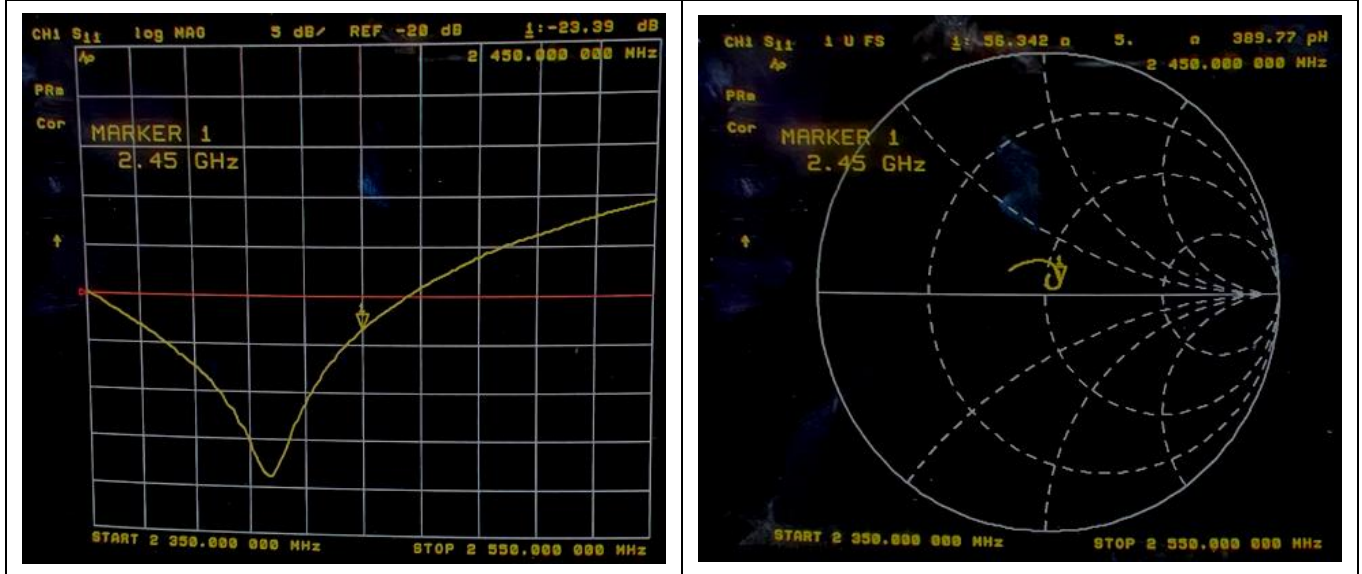 CH1 S11 log MAG 5 dB/ REF -20 dB 1:-23.39 dB
2 450.000 000 MHz
PRm
Cor
MARKER 1
2.45 GHz
1
START 2 350.000 000 MHz STOP 2 550.000 000 MHz
CH1 S11 1 U FS 1: 56.342 Ω 5. Ω 389.77 pH
2 450.000 000 MHz
PRm
Cor
MARKER 1
2.45 GHz
1
START 2 350.000 000 MHz STOP 2 550.000 000 MHz